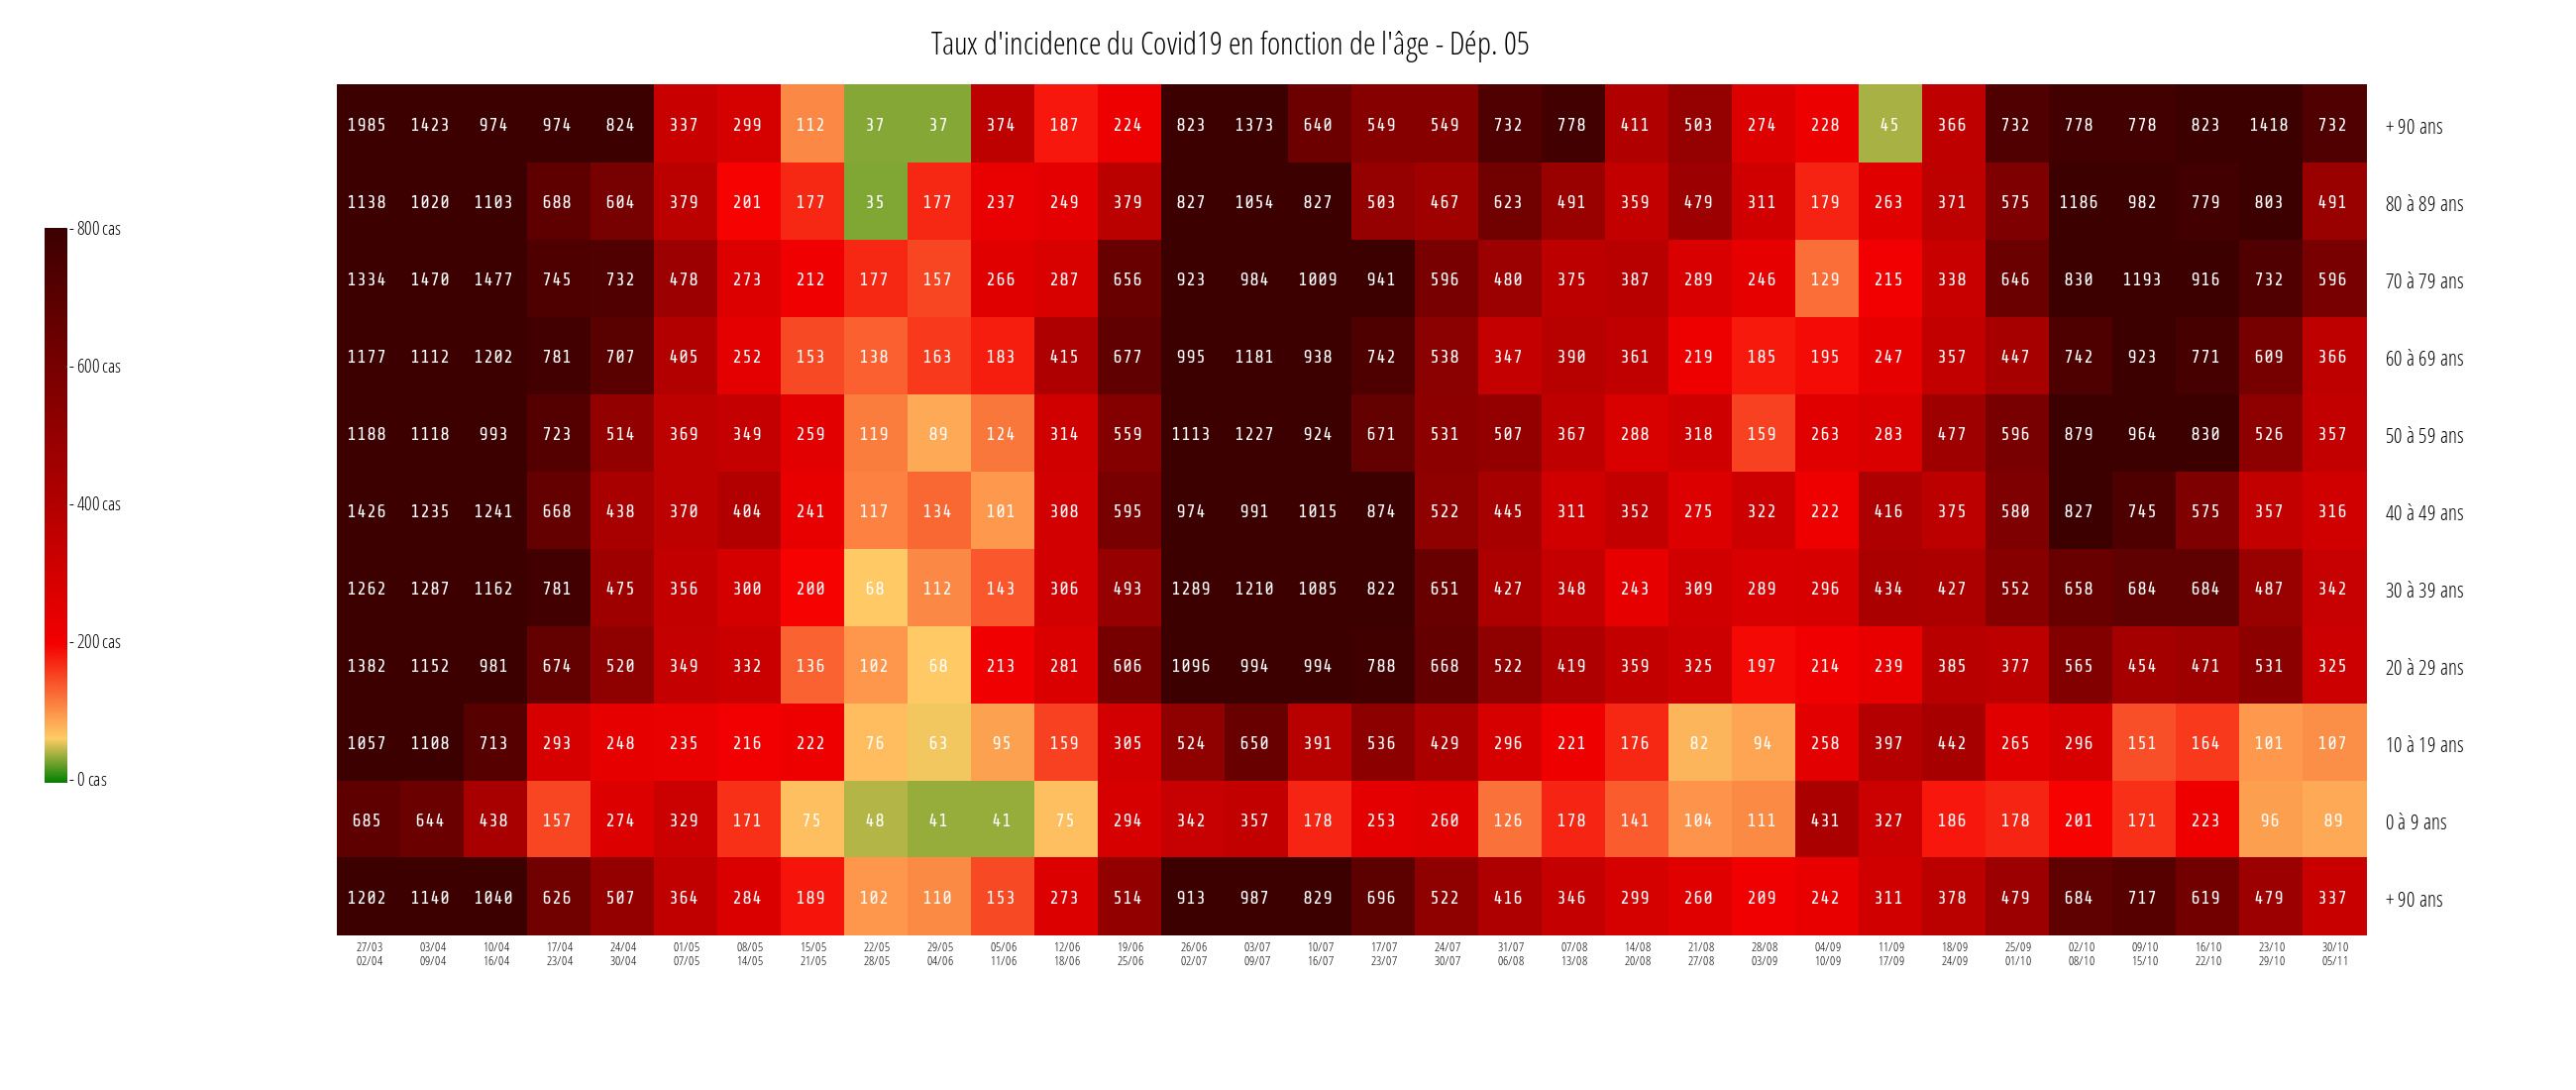 Taux d'incidence du Covid19 en fonction de l'âge - Dép. 05
1985 1423 974 974 824 337 299 112 37 37 374 187 224 823 1373 640 549 549 732 778 411 503 274 228 45 366 732 778 778 823 1418 732 + 90 ans
1138 1020 1103 688 604 379 201 177 35 177 237 249 379 827 1054 827 503 467 623 491 359 479 311 179 263 371 575 1186 982 779 803 491 80 à 89 ans
- 800 cas
1334 1470 1477 745 732 478 273 212 177 157 266 287 656 923 984 1009 941 596 480 375 387 289 246 129 215 338 646 830 1193 916 732 596 70 à 79 ans
1177 1112 1202 781 707 405 252 153 138 163 183 415 677 995 1181 938 742 538 347 390 361 219 185 195 247 357 447 742 923 771 609 366 60 à 69 ans
- 600 cas
1188 1118 993 723 514 369 349 259 119 89 124 314 559 1113 1227 924 671 531 507 367 288 318 159 263 283 477 596 879 964 830 526 357 50 à 59 ans
- 400 cas
1426 1235 1241 668 438 370 404 241 117 134 101 308 595 974 991 1015 874 522 445 311 352 275 322 222 416 375 580 827 745 575 357 316 40 à 49 ans
1262 1287 1162 781 475 356 300 200 68 112 143 306 493 1289 1210 1085 822 651 427 348 243 309 289 296 434 427 552 658 684 684 487 342 30 à 39 ans
- 200 cas
1382 1152 981 674 520 349 332 136 102 68 213 281 606 1096 994 994 788 668 522 419 359 325 197 214 239 385 377 565 454 471 531 325 20 à 29 ans
1057 1108 713 293 248 235 216 222 76 63 95 159 305 524 650 391 536 429 296 221 176 82 94 258 397 442 265 296 151 164 101 107 10 à 19 ans
- 0 cas
685 644 438 157 274 329 171 75 48 41 41 75 294 342 357 178 253 260 126 178 141 104 111 431 327 186 178 201 171 223 96 89 0 à 9 ans
1202 1140 1040 626 507 364 284 189 102 110 153 273 514 913 987 829 696 522 416 346 299 260 209 242 311 378 479 684 717 619 479 337 + 90 ans
27/03 03/04 10/04 17/04 24/04 01/05 08/05 15/05 22/05 29/05 05/06 12/06 19/06 26/06 03/07 10/07 17/07 24/07 31/07 07/08 14/08 21/08 28/08 04/09 11/09 18/09 25/09 02/10 09/10 16/10 23/10 30/10
02/04 09/04 16/04 23/04 30/04 07/05 14/05 21/05 28/05 04/06 11/06 18/06 25/06 02/07 09/07 16/07 23/07 30/07 06/08 13/08 20/08 27/08 03/09 10/09 17/09 24/09 01/10 08/10 15/10 22/10 29/10 05/11